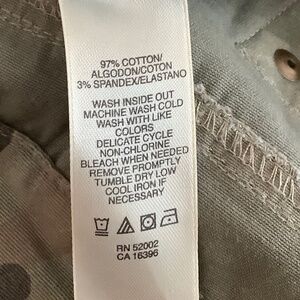 97% COTTON/
ALGODON/COTON
3% SPANDEX/ELASTANO
WASH INSIDE OUT
MACHINE WASH COLD
WASH WITH LIKE
COLORS
DELICATE CYCLE
NON-CHLORINE
BLEACH WHEN NEEDED
REMOVE PROMPTLY
TUMBLE DRY LOW
COOL IRON IF
NECESSARY
RN 52002
CA 16396